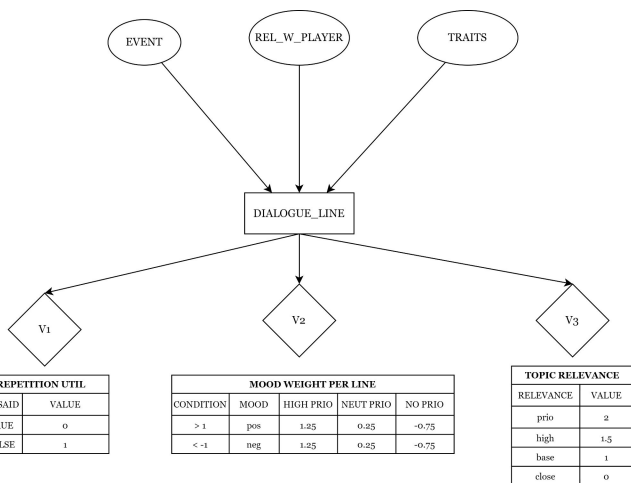 EVENT
REL_W_PLAYER
TRAITS
DIALOGUE_LINE
V1
V2
V3
REPETITION UTIL
SAID VALUE
UE 0
LSE 1
MOOD WEIGHT PER LINE
CONDITION MOOD HIGH PRIO NEUT PRIO NO PRIO
> 1 pos 1.25 0.25 -0.75
< -1 neg 1.25 0.25 -0.75
TOPIC RELEVANCE
RELEVANCE VALUE
prio 2
high 1.5
base 1
close 0